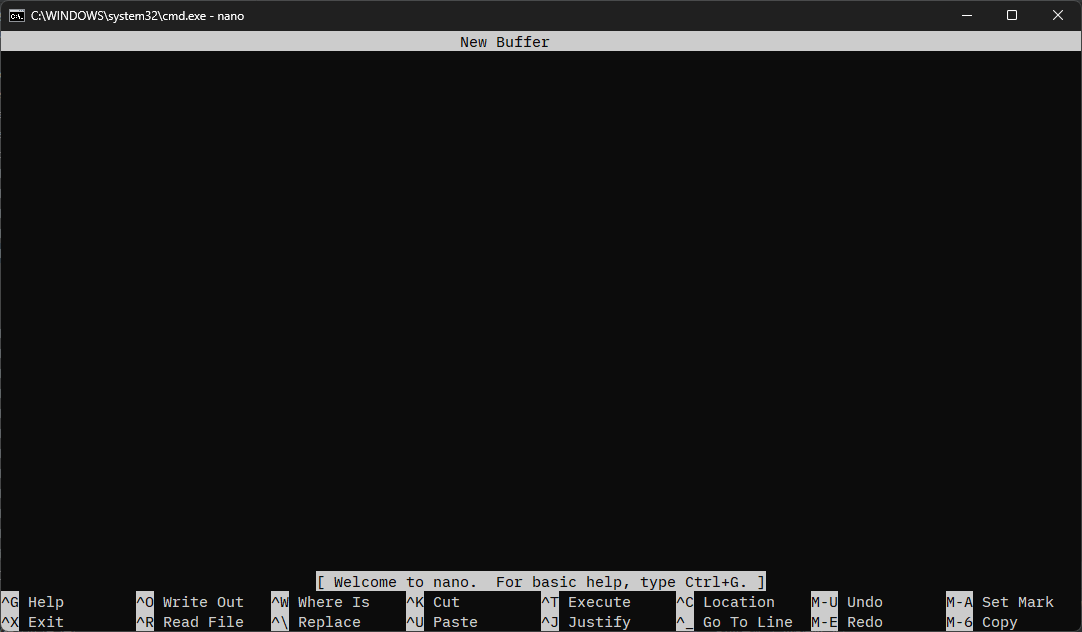 C:\WINDOWS\system32\cmd.exe - nano
New Buffer
[ Welcome to nano.  For basic help, type Ctrl+G. ]
^G Help ^O Write Out ^W Where Is ^K Cut ^T Execute ^C Location M-U Undo M-A Set Mark
^X Exit ^R Read File ^\ Replace ^U Paste ^J Justify ^_ Go To Line M-E Redo M-6 Copy